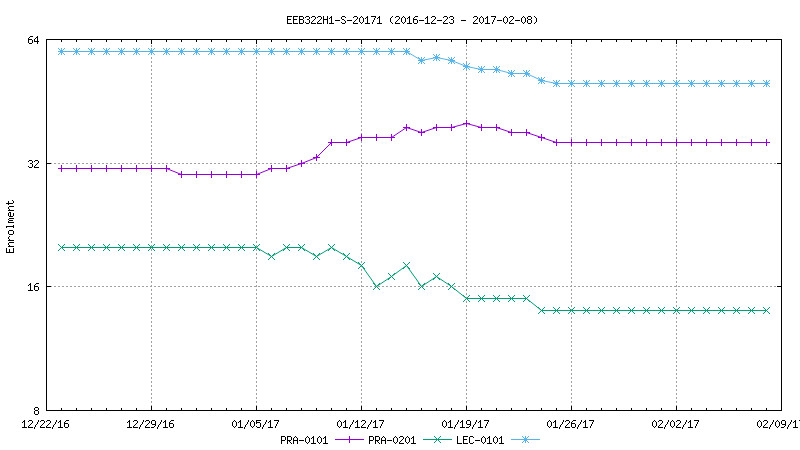 EEB322H1-S-20171 (2016-12-23 - 2017-02-08)
64
32
16
8
Enrolment
12/22/16 12/29/16 01/05/17 01/12/17 01/19/17 01/26/17 02/02/17 02/09/1
PRA-0101 PRA-0201 LEC-0101